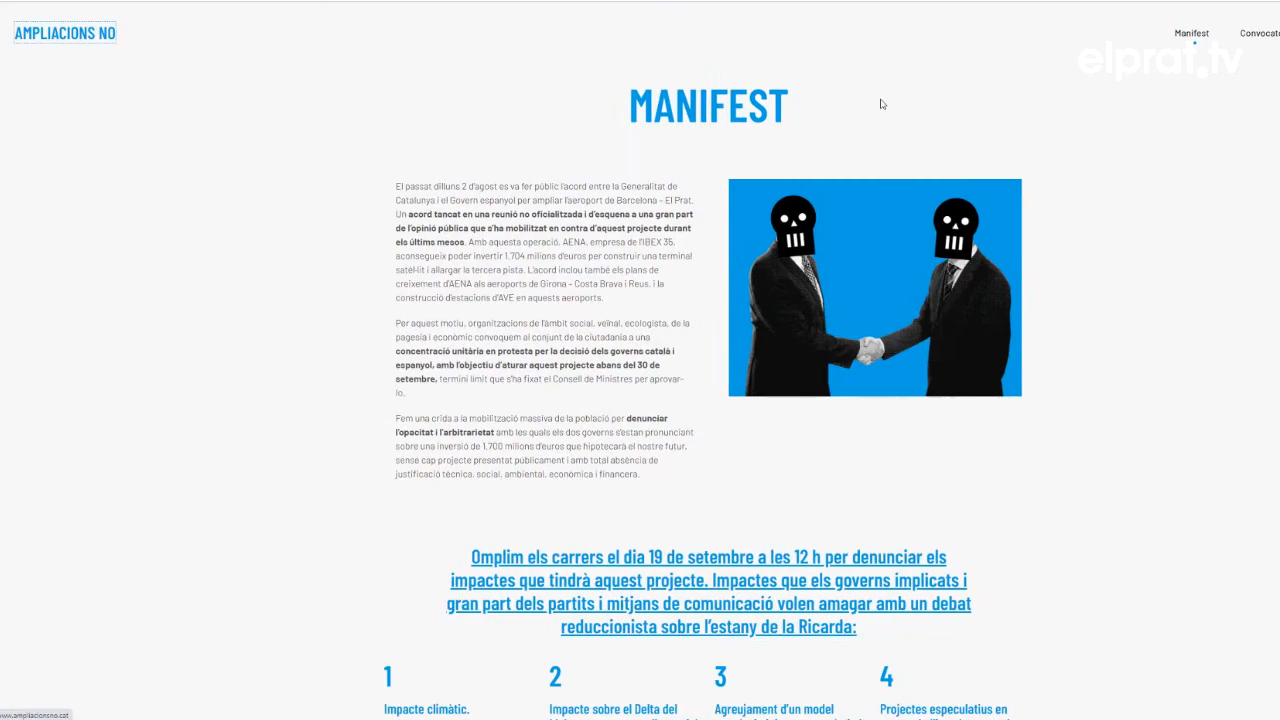 AMPLIACIONS NO
Manifest
Convocato
elprat.tv
MANIFEST
El passat dilluns 2 d'agost es va fer públic l'acord entre la Generalitat de
Catalunya i el Govern espanyol per ampliar l'aeroport de Barcelona – El Prat.
Un acord tancat en una reunió no oficialitzada i d'esquena a una gran part
de l'opinió pública que s'ha mobilitzat en contra d'aquest projecte durant
els últims mesos. Amb aquesta operació, AENA, empresa de l'IBEX 35,
aconsegueix poder invertir 1.704 milions d'euros per construir una terminal
satèl·lit i allargar la tercera pista. L'acord inclou també els plans de
creixement d'AENA als aeroports de Girona – Costa Brava i Reus, i la
construcció d'estacions d'AVE en aquests aeroports.
Per aquest motiu, organitzacions de l'àmbit social, veïnal, ecologista, de la
pagesia i econòmic convoquem al conjunt de la ciutadania a una
concentració unitària en protesta per la decisió dels governs català i
espanyol, amb l'objectiu d'aturar aquest projecte abans del 30 de
setembre, termini límit que s'ha fixat el Consell de Ministres per aprovar-
lo.
Fem una crida a la mobilització massiva de la població per denunciar
l'opacitat i l'arbitrarietat amb les quals els dos governs s'estan pronunciant
sobre una inversió de 1.700 milions d'euros que hipotecarà el nostre futur,
sense cap projecte presentat públicament i amb total absència de
justificació tècnica, social, ambiental, econòmica i financera.
Omplim els carrers el dia 19 de setembre a les 12 h per denunciar els
impactes que tindrà aquest projecte. Impactes que els governs implicats i
gran part dels partits i mitjans de comunicació volen amagar amb un debat
reduccionista sobre l'estany de la Ricarda:
1
Impacte climàtic.
2
Impacte sobre el Delta del
3
Agreujament d'un model
4
Projectes especulatius en
www.ampliacionsno.cat